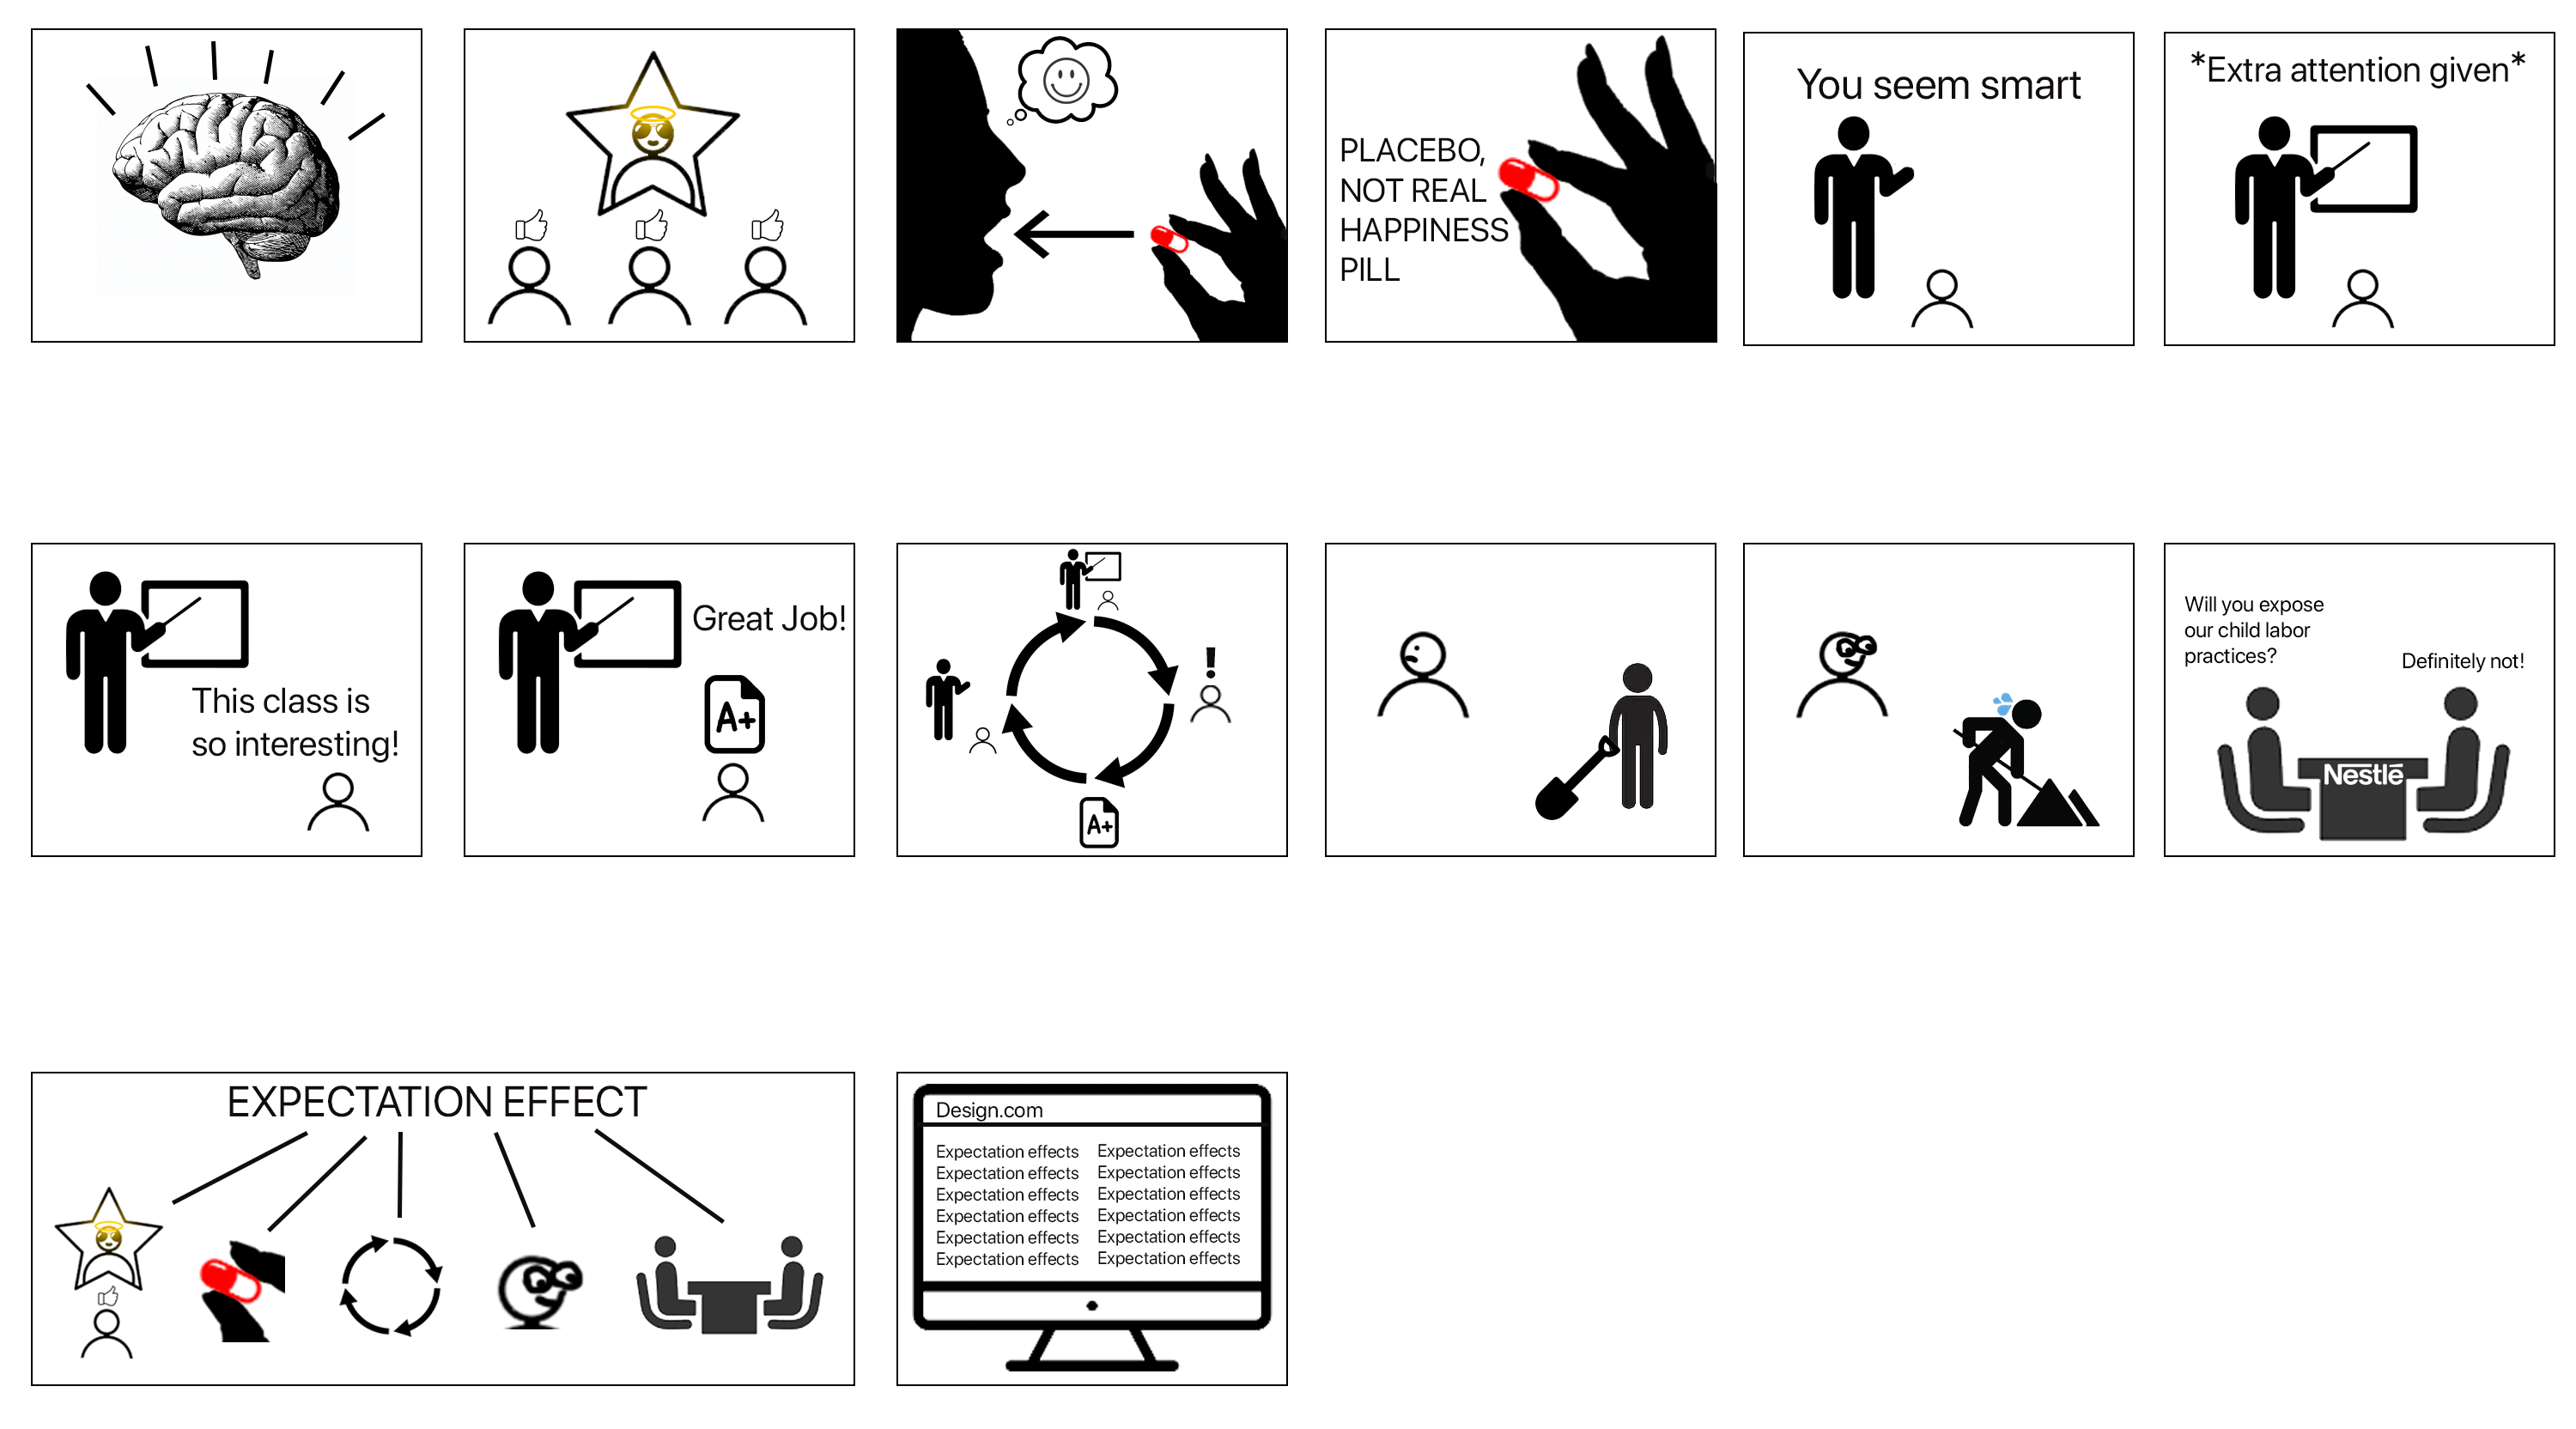 PLACEBO,
NOT REAL
HAPPINESS
PILL
You seem smart
*Extra attention given*
This class is
so interesting!
Great Job!
A+
!
A+
Will you expose
our child labor
practices?
Definitely not!
Nestlé
EXPECTATION EFFECT
Design.com
Expectation effects
Expectation effects
Expectation effects
Expectation effects
Expectation effects
Expectation effects
Expectation effects
Expectation effects
Expectation effects
Expectation effects
Expectation effects
Expectation effects